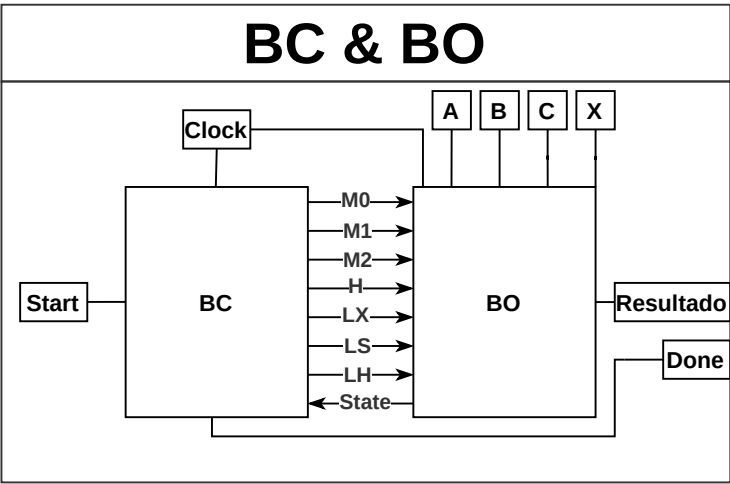 BC & BO
A B C X
Clock
M0
M1
M2
H
LX
LS
LH
State
Start
BC
BO
Resultado
Done